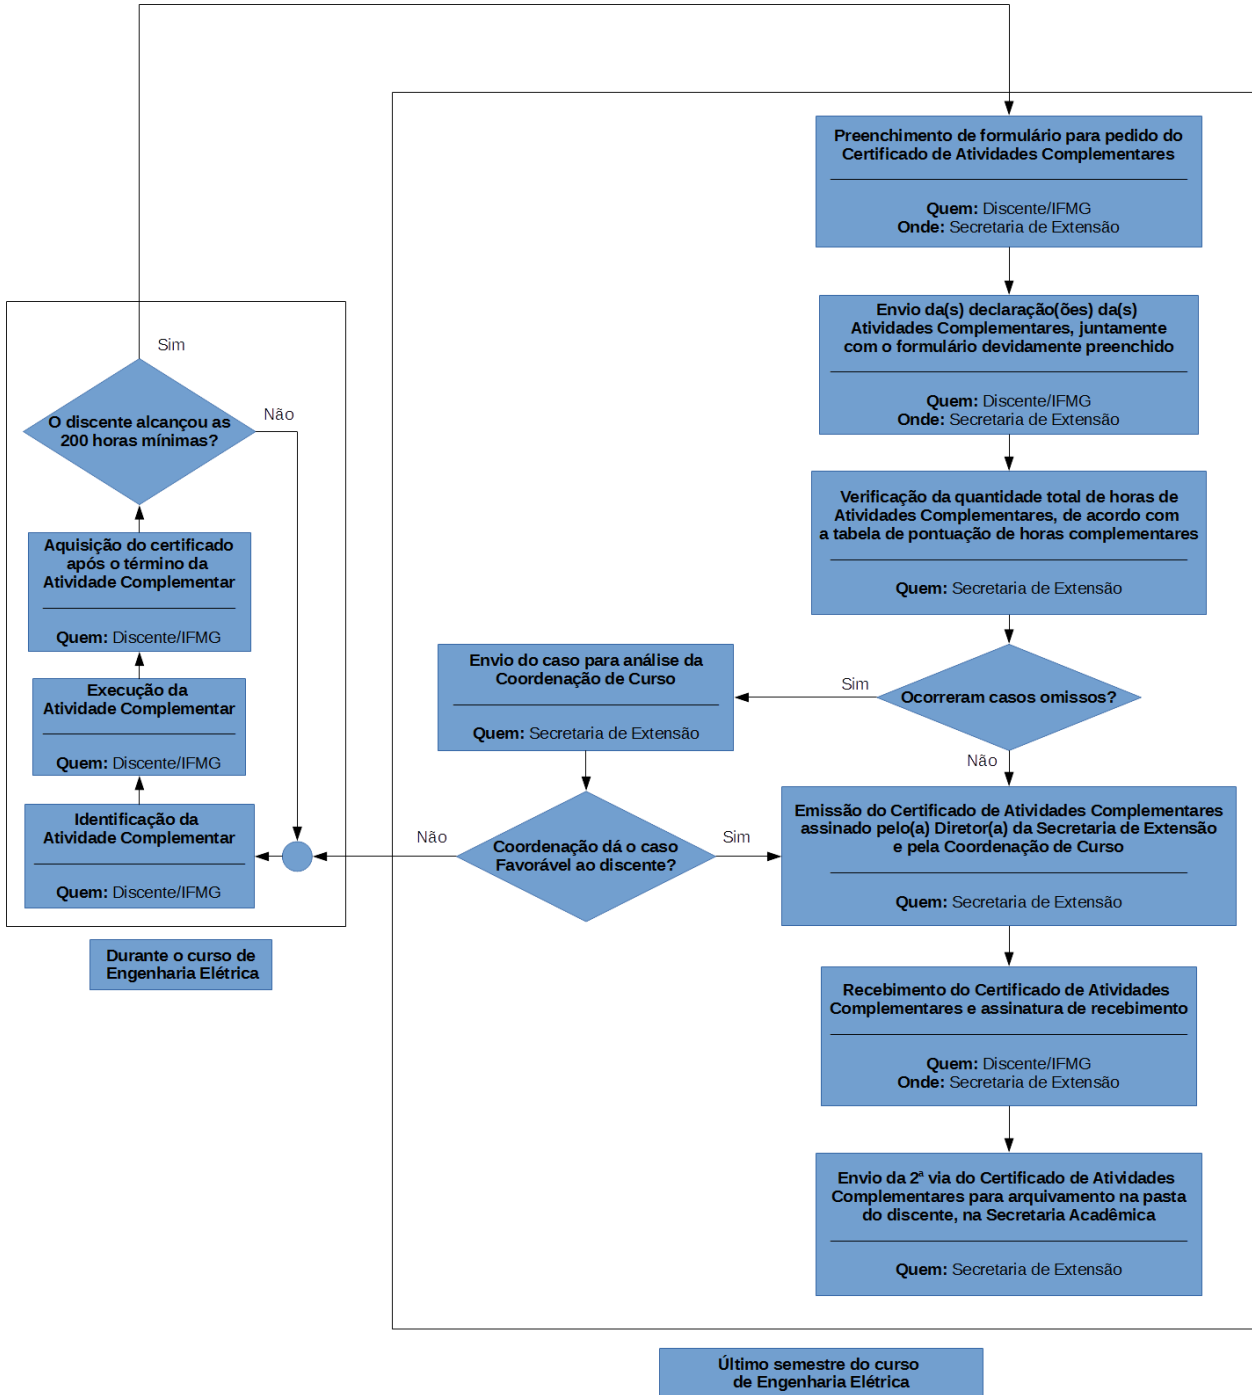 Preenchimento de formulário para pedido do
Certificado de Atividades Complementares
Quem: Discente/IFMG
Onde: Secretaria de Extensão
Envio da(s) declaração(ões) da(s)
Atividades Complementares, juntamente
com o formulário devidamente preenchido
Quem: Discente/IFMG
Onde: Secretaria de Extensão
Verificação da quantidade total de horas de
Atividades Complementares, de acordo com
a tabela de pontuação de horas complementares
Quem: Secretaria de Extensão
Ocorreram casos omissos?
Sim
Não
Envio do caso para análise da
Coordenação de Curso
Quem: Secretaria de Extensão
Coordenação dá o caso
Favorável ao discente?
Não
Sim
Emissão do Certificado de Atividades Complementares
assinado pelo(a) Diretor(a) da Secretaria de Extensão
e pela Coordenação de Curso
Quem: Secretaria de Extensão
Recebimento do Certificado de Atividades
Complementares e assinatura de recebimento
Quem: Discente/IFMG
Onde: Secretaria de Extensão
Envio da 2ª via do Certificado de Atividades
Complementares para arquivamento na pasta
do discente, na Secretaria Acadêmica
Quem: Secretaria de Extensão
Último semestre do curso
de Engenharia Elétrica
Sim
O discente alcançou as
200 horas mínimas?
Não
Aquisição do certificado
após o término da
Atividade Complementar
Quem: Discente/IFMG
Execução da
Atividade Complementar
Quem: Discente/IFMG
Identificação da
Atividade Complementar
Quem: Discente/IFMG
Durante o curso de
Engenharia Elétrica